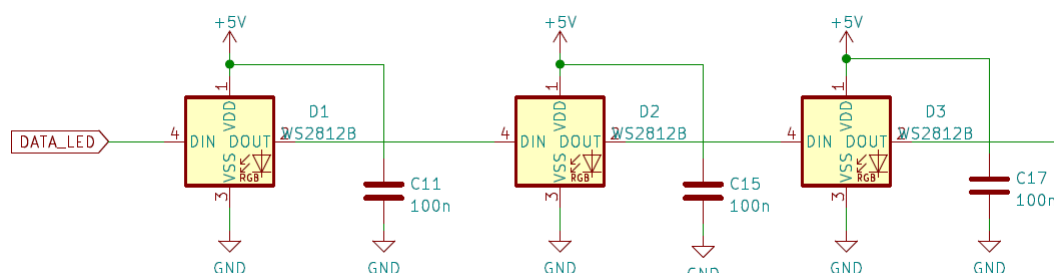 +5V +5V +5V
1 1 1
D1 D2 D3
DATA_LED 4 DIN VDD DOUT 2 WS2812B 4 DIN VDD DOUT 2 WS2812B 4 DIN VDD DOUT 2 WS2812B
VSS RGB VSS RGB VSS RGB
C11 C15 C17
100n 100n 100n
3 3 3
GND GND GND GND GND GND